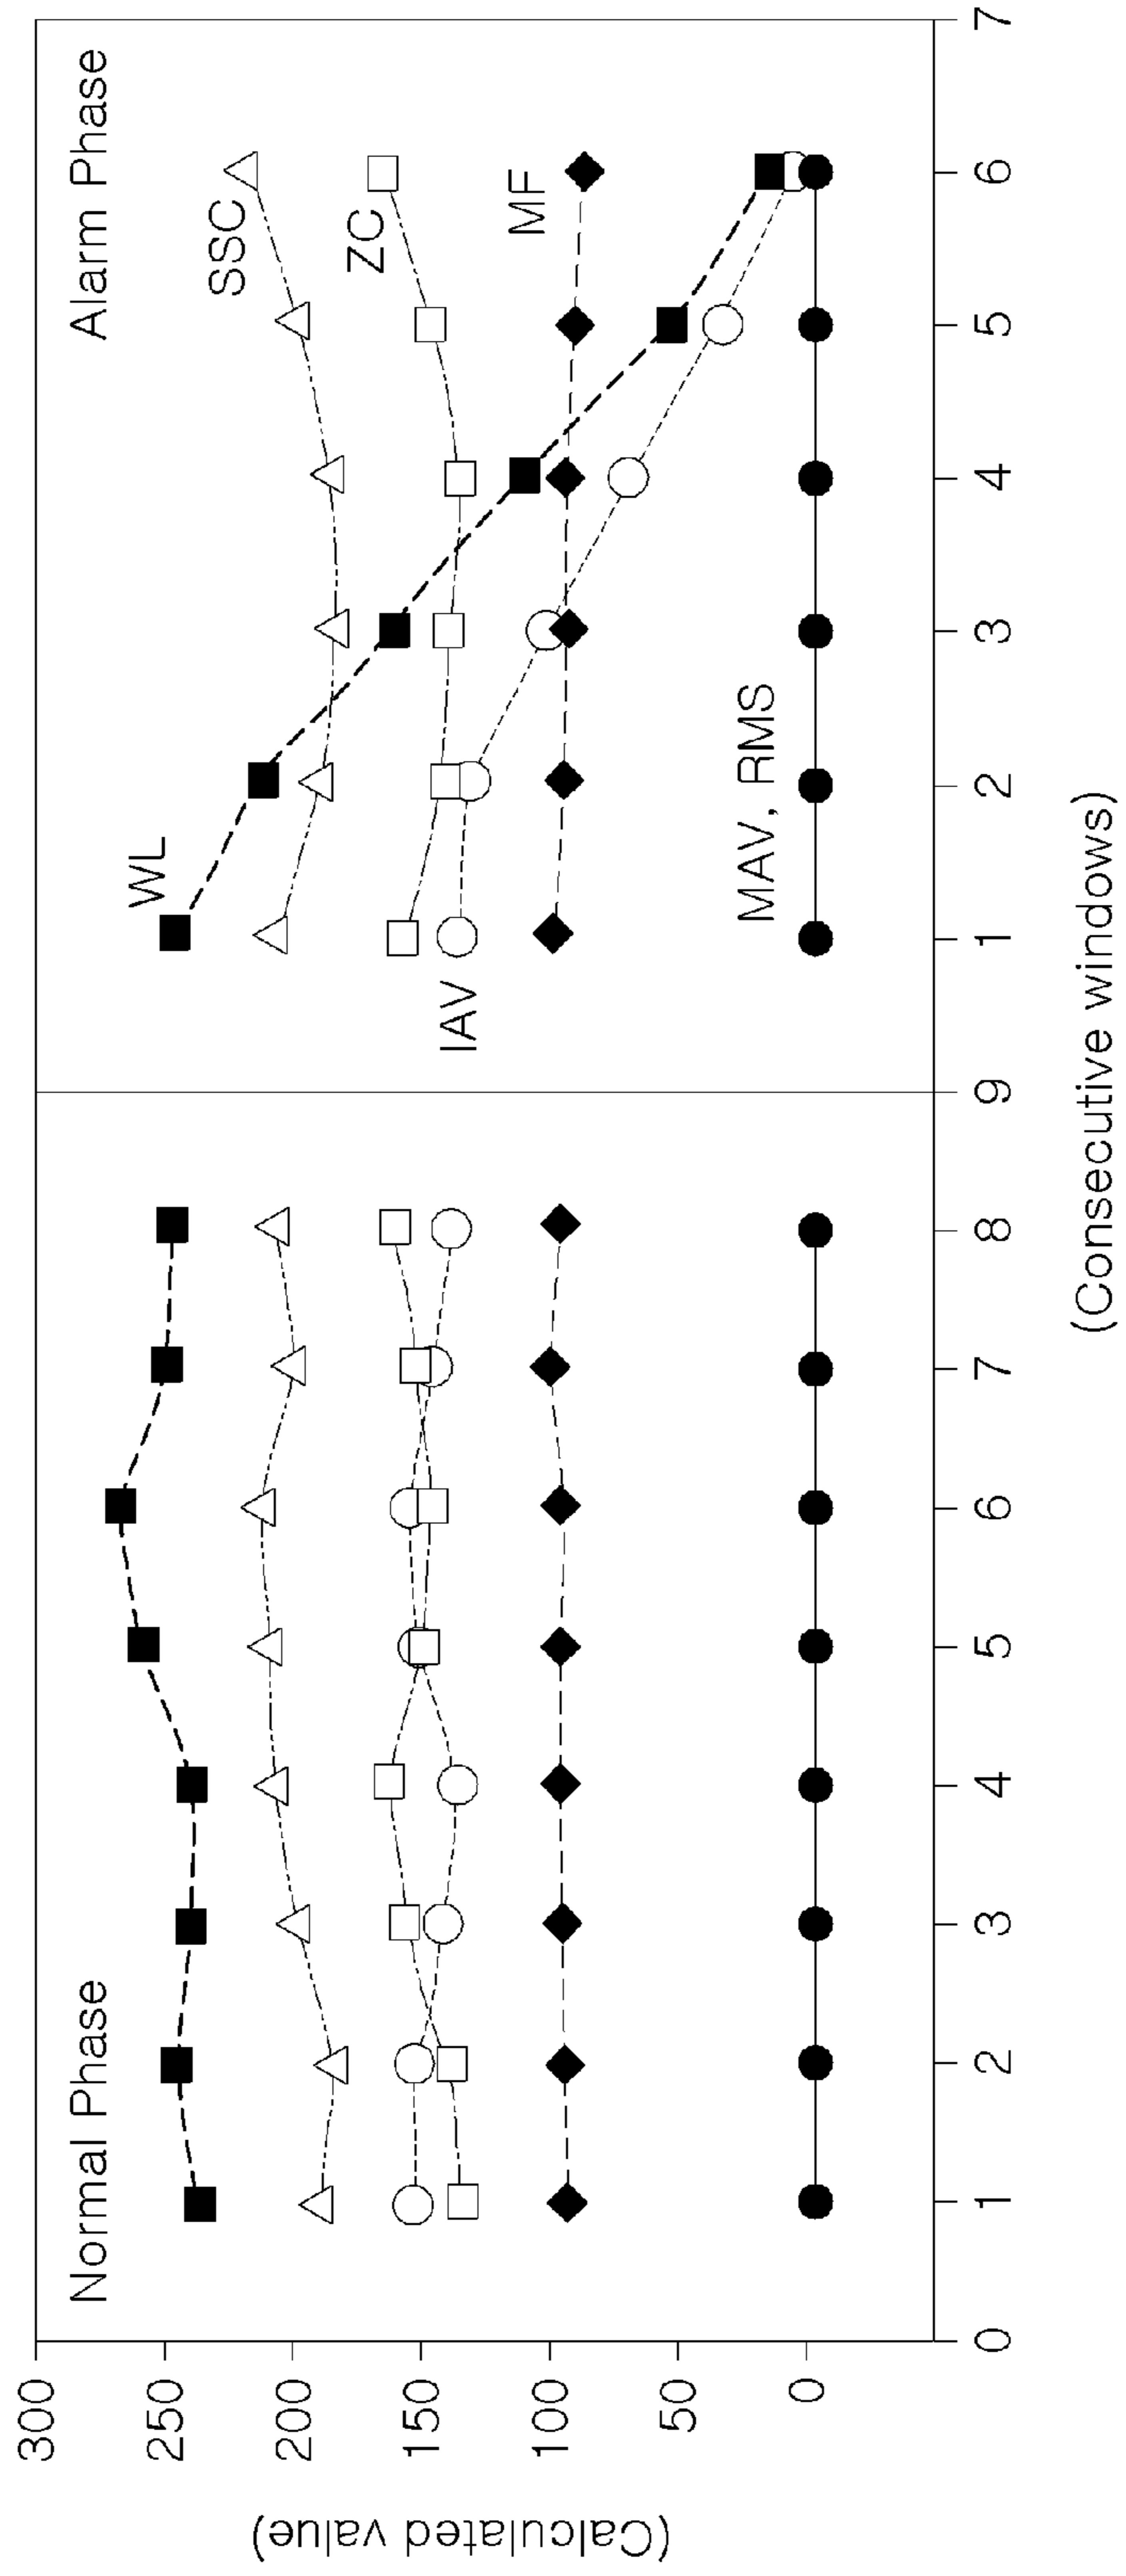 Normal Phase
Alarm Phase
WL
SSC
ZC
IAV
MF
MAV, RMS
300
250
200
150
100
50
0
0 1 2 3 4 5 6 7 8 9 1 2 3 4 5 6 7
(Calculated value)
(Consecutive windows)